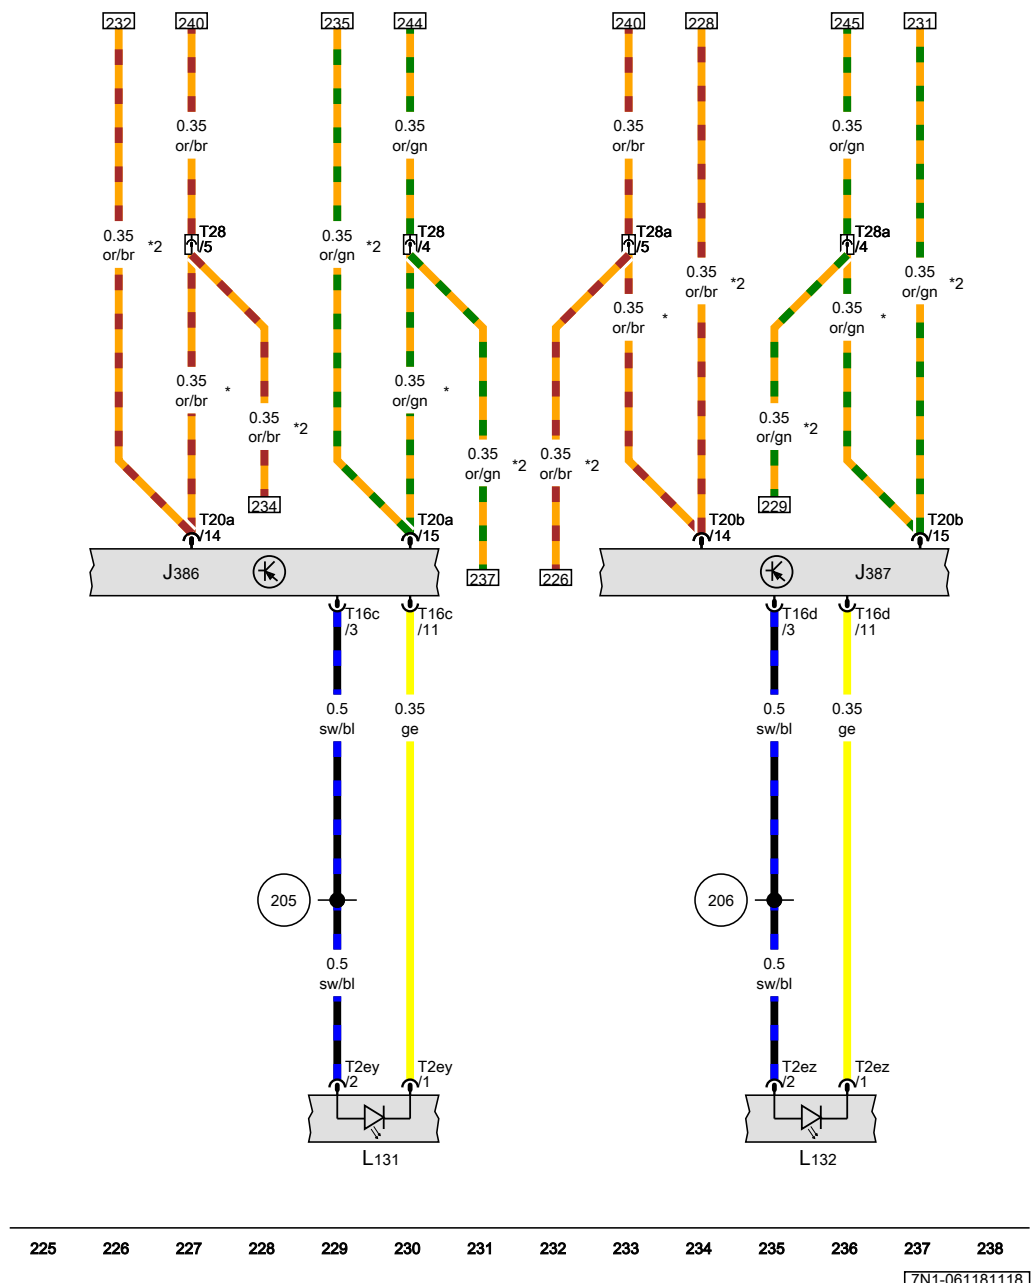 232 240 235 244 240 228 245 231
0.35 0.35 0.35 0.35
or/br or/gn or/br or/gn
T28 T28 T28a T28a
/5 /4 /5 /4
0.35 *2 0.35 *2
or/br or/gn
0.35 *2 0.35 *2
or/br or/gn
0.35 * 0.35 *
or/br or/gn
0.35 * 0.35 *
or/br or/gn
0.35 *2 0.35 *2
or/br or/gn
0.35 *2 0.35 *2
or/gn or/br
234 229
T20a T20a T20b T20b
/14 /15 /14 /15
J386 237 226 J387
T16c T16c T16d T16d
/3 /11 /3 /11
0.5 0.35 0.5 0.35
sw/bl ge sw/bl ge
205 206
0.5 0.5
sw/bl sw/bl
T2ey T2ey T2ez T2ez
/2 /1 /2 /1
L131 L132
225 226 227 228 229 230 231 232 233 234 235 236 237 238
7N1-061181118